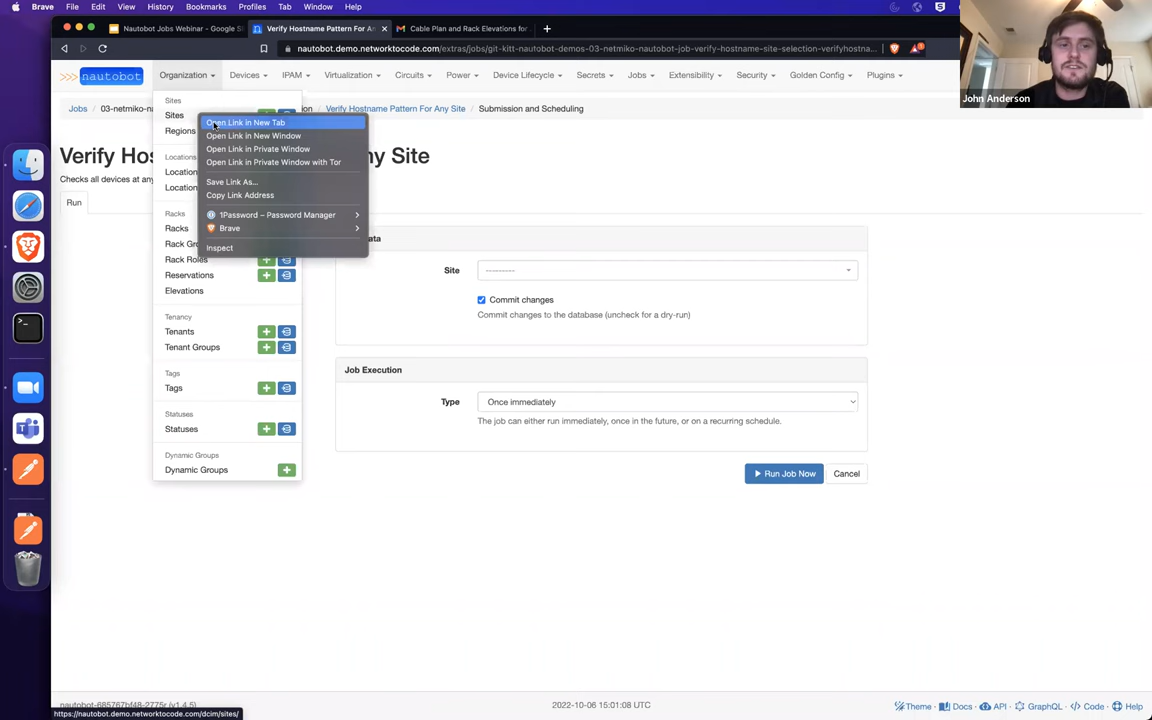 Brave File Edit View History Bookmarks Profiles Tab Window Help
Nautobot Jobs Webinar - Google Sl
Verify Hostname Pattern For Any
Cable Plan and Rack Elevations for
nautobot.demo.networktocode.com/extras/jobs/git-kitt-nautobot-demos-03-netmiko-nautobot-job-verify-hostname-site-selection-verifyhostna...
John Anderson
nautobot
Organization Devices IPAM Virtualization Circuits Power Device Lifecycle Secrets Jobs Extensibility Security Golden Config Plugins
Jobs / 03-netmiko-na
ion / Verify Hostname Pattern For Any Site / Submission and Scheduling
Verify Hos
ny Site
Checks all devices at any
Run
Sites
Sites
Regions
Locations
Location
Location
Racks
Racks
Rack Gro
Rack Roles
Reservations
Elevations
Tenancy
Tenants
Tenant Groups
Tags
Tags
Statuses
Statuses
Dynamic Groups
Dynamic Groups
Open Link in New Tab
Open Link in New Window
Open Link in Private Window
Open Link in Private Window with Tor
Save Link As...
Copy Link Address
1Password – Password Manager
Brave
Inspect
ata
Site
---------
Commit changes
Commit changes to the database (uncheck for a dry-run)
Job Execution
Type
Once immediately
The job can either run immediately, once in the future, or on a recurring schedule.
Run Job Now
Cancel
https://nautobot.demo.networktocode.com/dcim/sites/
2022-10-06 15:01:08 UTC
Theme Docs API GraphQL Code Help